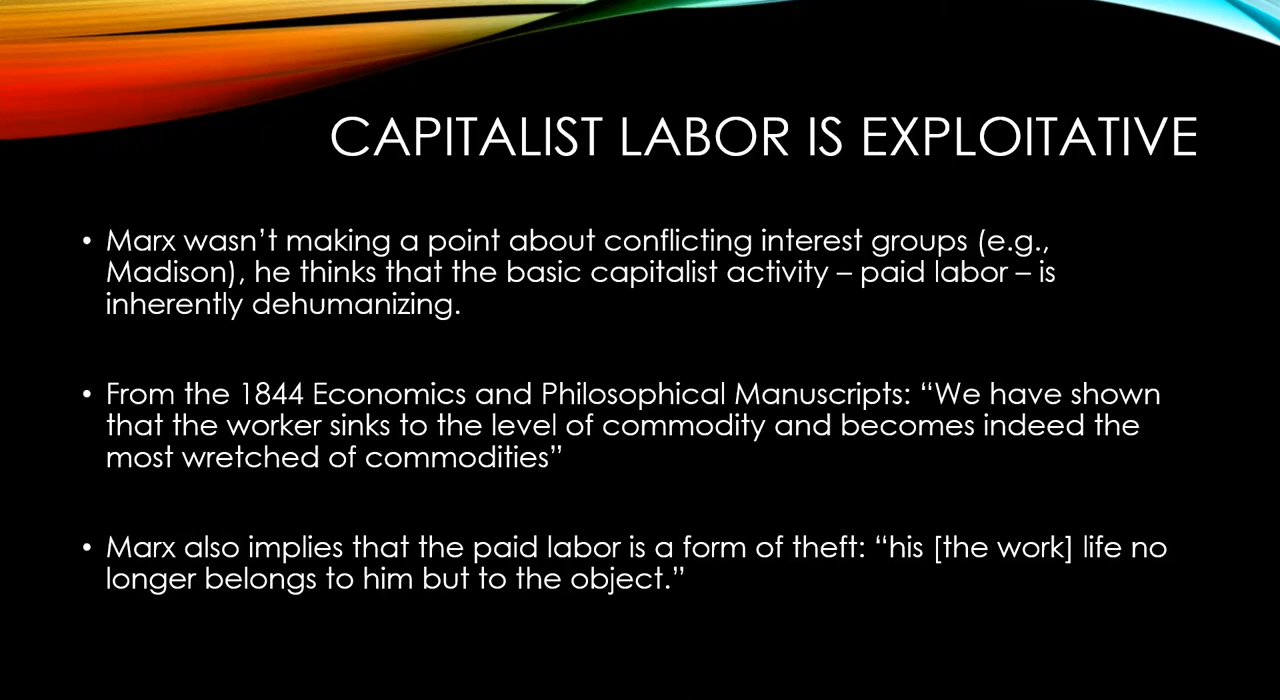 CAPITALIST LABOR IS EXPLOITATIVE
• Marx wasn’t making a point about conflicting interest groups (e.g.,
Madison), he thinks that the basic capitalist activity – paid labor – is
inherently dehumanizing.
• From the 1844 Economics and Philosophical Manuscripts: “We have shown
that the worker sinks to the level of commodity and becomes indeed the
most wretched of commodities”
• Marx also implies that the paid labor is a form of theft: “his [the work] life no
longer belongs to him but to the object.”